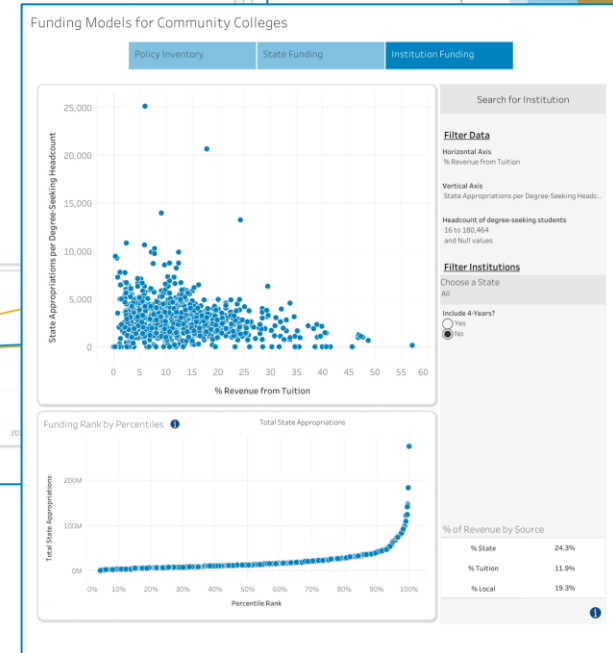 Funding Models for Community Colleges
Policy Inventory
State Funding
Institution Funding
State Appropriations per Degree-Seeking Headcount
25,000
20,000
15,000
10,000
5,000
0
0 5 10 15 20 25 30 35 40 45 50 55 60
% Revenue from Tuition
Search for Institution
Filter Data
Horizontal Axis
% Revenue from Tuition
Vertical Axis
State Appropriations per Degree-Seeking Headc..
Headcount of degree-seeking students
16 to 180,464
and Null values
Filter Institutions
Choose a State
All
Include 4-Years?
Yes
No
Funding Rank by Percentiles
Total State Appropriations
Total State Appropriations
200M
100M
0M
0% 10% 20% 30% 40% 50% 60% 70% 80% 90% 100%
Percentile Rank
% of Revenue by Source
% State 24.3%
% Tuition 11.9%
% Local 19.3%